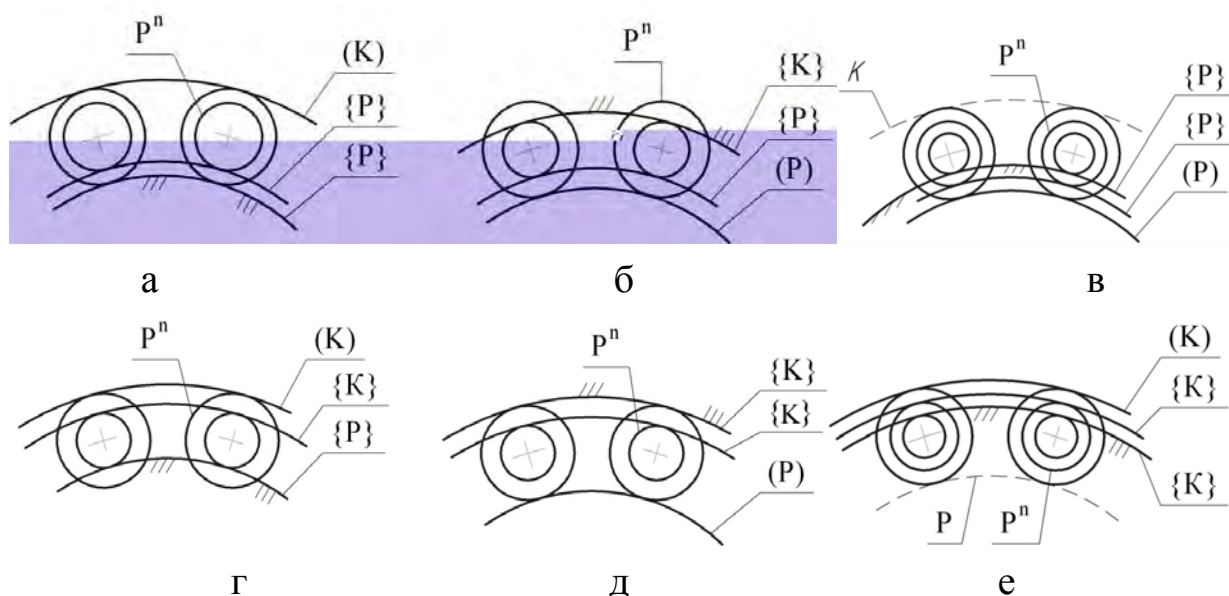 Pⁿ (K) {P} {P}
Pⁿ {K} {P} (P)
K Pⁿ {P} {P} (P)
а б в
Pⁿ (K) {K} {P}
Pⁿ {K} {K} (P)
(K) {K} {K} P Pⁿ
г д е